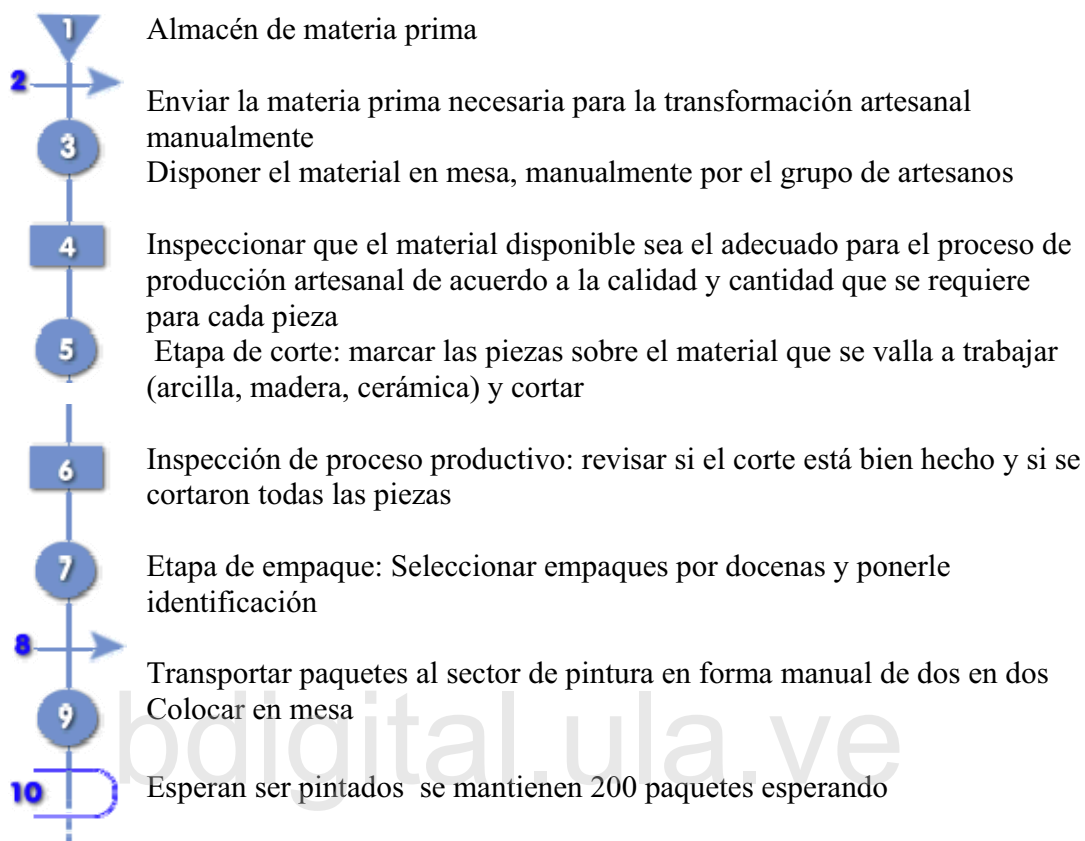 1 Almacén de materia prima
2
Enviar la materia prima necesaria para la transformación artesanal
manualmente
3
Disponer el material en mesa, manualmente por el grupo de artesanos
4 Inspeccionar que el material disponible sea el adecuado para el proceso de
producción artesanal de acuerdo a la calidad y cantidad que se requiere
para cada pieza
5 Etapa de corte: marcar las piezas sobre el material que se valla a trabajar
(arcilla, madera, cerámica) y cortar
6 Inspección de proceso productivo: revisar si el corte está bien hecho y si se
cortaron todas las piezas
7 Etapa de empaque: Seleccionar empaques por docenas y ponerle
identificación
8
Transportar paquetes al sector de pintura en forma manual de dos en dos
9 Colocar en mesa
bdigital.ula.ve
10 Esperan ser pintados se mantienen 200 paquetes esperando